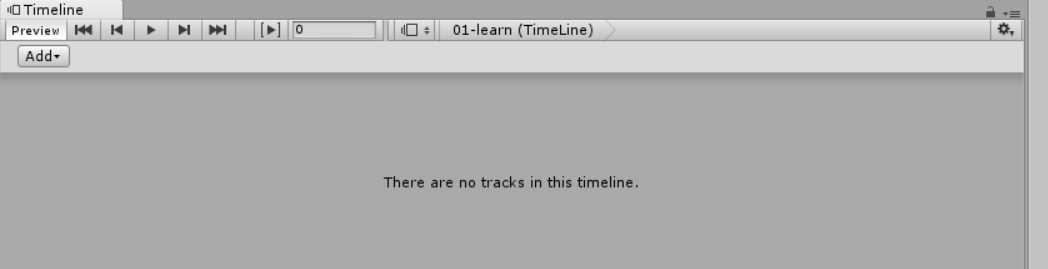 Timeline
Preview [▶] 0 01-learn (TimeLine)
Add
There are no tracks in this timeline.